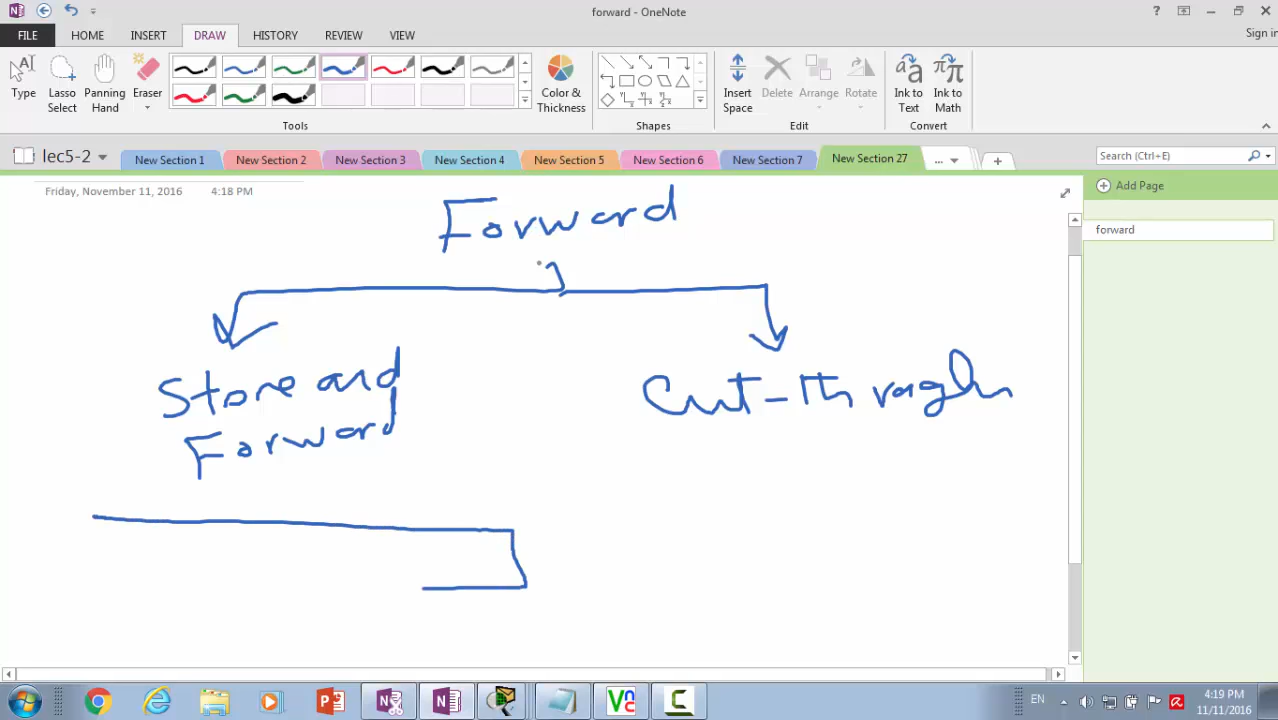 forward - OneNote
Sign in
FILE HOME INSERT DRAW HISTORY REVIEW VIEW
Type
Lasso Select
Panning Hand
Eraser
Color & Thickness
Insert Space
Delete
Arrange
Rotate
Ink to Text
Ink to Math
Tools
Shapes
Edit
Convert
lec5-2
New Section 1
New Section 2
New Section 3
New Section 4
New Section 5
New Section 6
New Section 7
New Section 27
...
Search (Ctrl+E)
Add Page
forward
Friday, November 11, 2016 4:18 PM
Forward
Store and
Forward
Cut-Through
EN
4:19 PM
11/11/2016